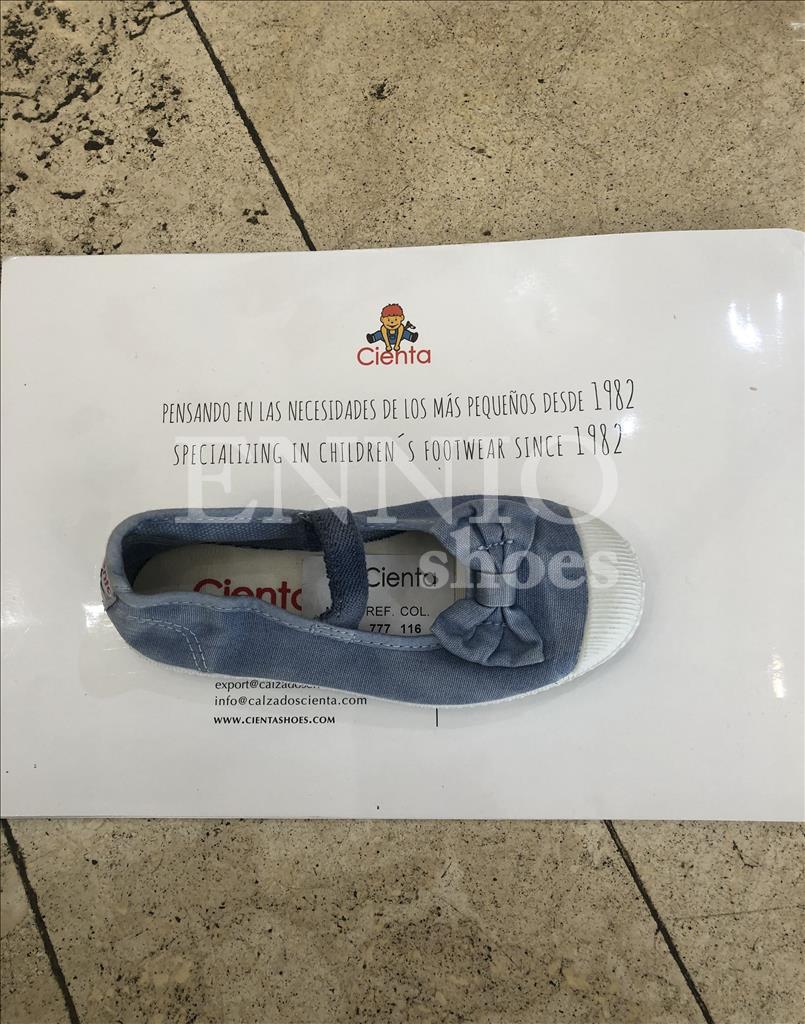 Cienta
PENSANDO EN LAS NECESIDADES DE LOS MÁS PEQUEÑOS DESDE 1982
SPECIALIZING IN CHILDREN´S FOOTWEAR SINCE 1982
ENNIO
shoes
Cienta
Cienta
REF. COL.
777 116
info@calzadoscienta.com
WWW.CIENTASHOES.COM